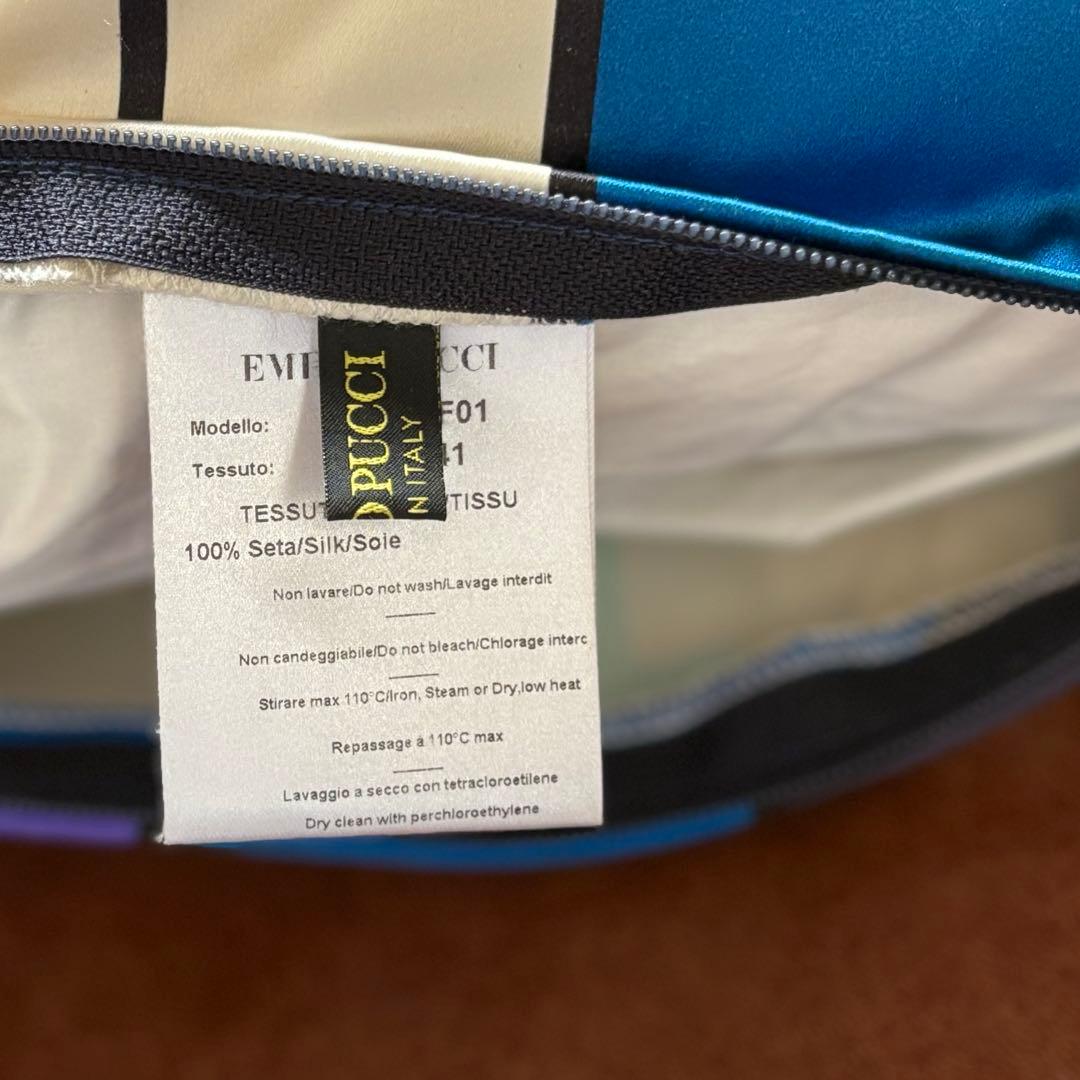 EM CCI
Modello: F01
Tessuto: 41
TESSUT /TISSU
100% Seta/Silk/Soie
Non lavare/Do not wash/Lavage interdit
Non candeggiabile/Do not bleach/Chlorage interc
Stirare max 110°C/Iron, Steam or Dry,low heat
Repassage à 110°C max
Lavaggio a secco con tetracloroetilene
Dry clean with perchloroethylene
O PUCCI
N ITALY